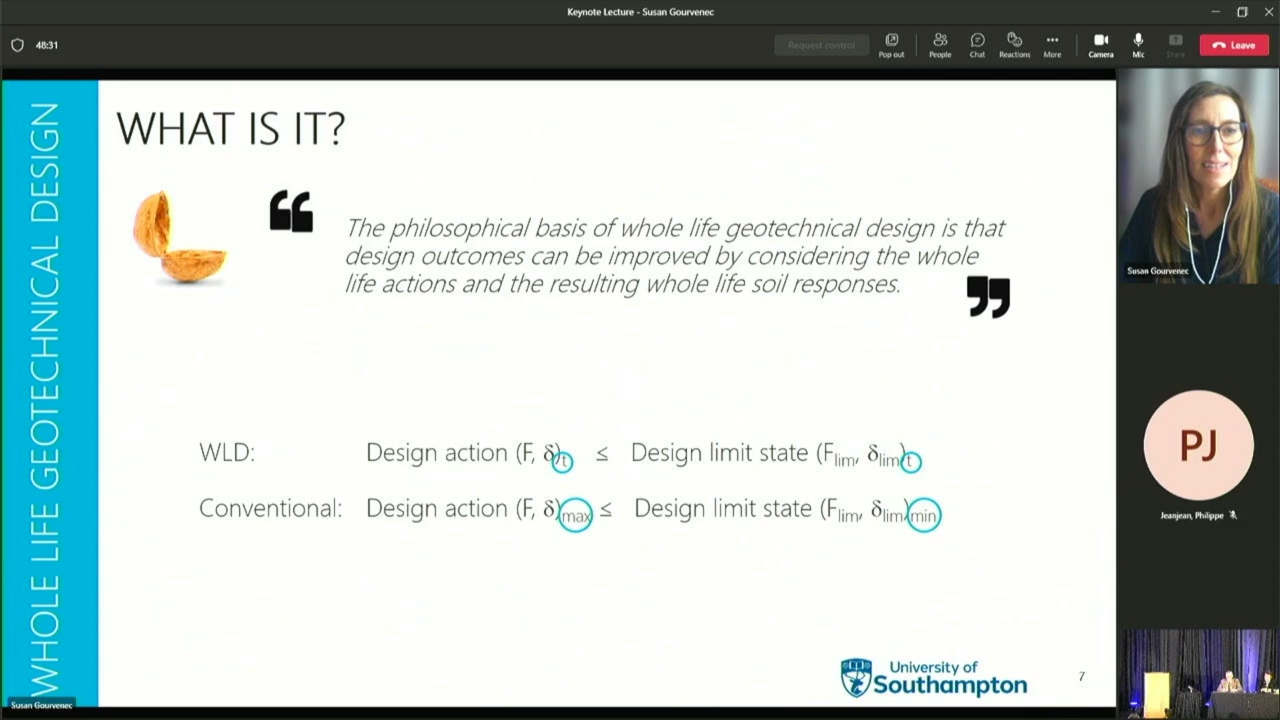 Keynote Lecture - Susan Gourvenec
48:31
Request control
Pop out
People
Chat
Reactions
More
Camera
Mic
Share
Leave
WHOLE LIFE GEOTECHNICAL DESIGN
WHAT IS IT?
“
The philosophical basis of whole life geotechnical design is that
design outcomes can be improved by considering the whole
life actions and the resulting whole life soil responses.
”
WLD: Design action (F, δ)t ≤ Design limit state (Flim, δlim)t
Conventional: Design action (F, δ)max ≤ Design limit state (Flim, δlim)min
University of
Southampton
7
Susan Gourvenec
Susan Gourvenec
PJ
Jeanjean, Philippe